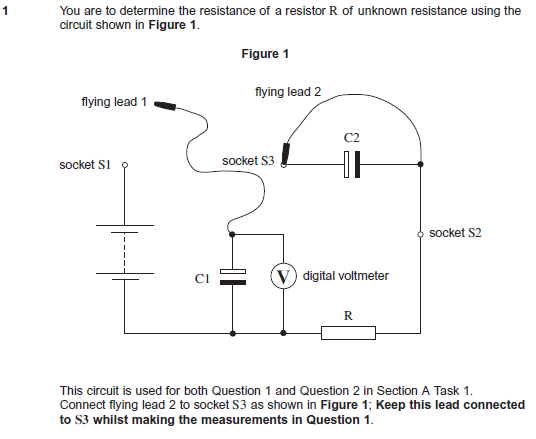 1 You are to determine the resistance of a resistor R of unknown resistance using the
circuit shown in Figure 1.
Figure 1
flying lead 2
flying lead 1
C2
socket S1
socket S3
socket S2
C1
V
digital voltmeter
R
This circuit is used for both Question 1 and Question 2 in Section A Task 1.
Connect flying lead 2 to socket S3 as shown in Figure 1; Keep this lead connected
to S3 whilst making the measurements in Question 1.